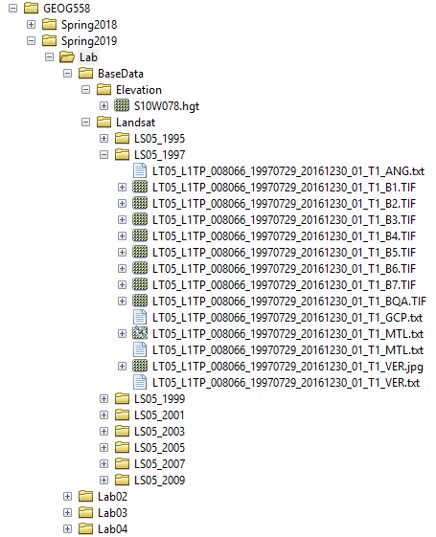 GEOG558
Spring2018
Spring2019
Lab
BaseData
Elevation
S10W078.hgt
Landsat
LS05_1995
LS05_1997
LT05_L1TP_008066_19970729_20161230_01_T1_ANG.txt
LT05_L1TP_008066_19970729_20161230_01_T1_B1.TIF
LT05_L1TP_008066_19970729_20161230_01_T1_B2.TIF
LT05_L1TP_008066_19970729_20161230_01_T1_B3.TIF
LT05_L1TP_008066_19970729_20161230_01_T1_B4.TIF
LT05_L1TP_008066_19970729_20161230_01_T1_B5.TIF
LT05_L1TP_008066_19970729_20161230_01_T1_B6.TIF
LT05_L1TP_008066_19970729_20161230_01_T1_B7.TIF
LT05_L1TP_008066_19970729_20161230_01_T1_BQA.TIF
LT05_L1TP_008066_19970729_20161230_01_T1_GCP.txt
LT05_L1TP_008066_19970729_20161230_01_T1_MTL.txt
LT05_L1TP_008066_19970729_20161230_01_T1_MTL.txt
LT05_L1TP_008066_19970729_20161230_01_T1_VER.jpg
LT05_L1TP_008066_19970729_20161230_01_T1_VER.txt
LS05_1999
LS05_2001
LS05_2003
LS05_2005
LS05_2007
LS05_2009
Lab02
Lab03
Lab04